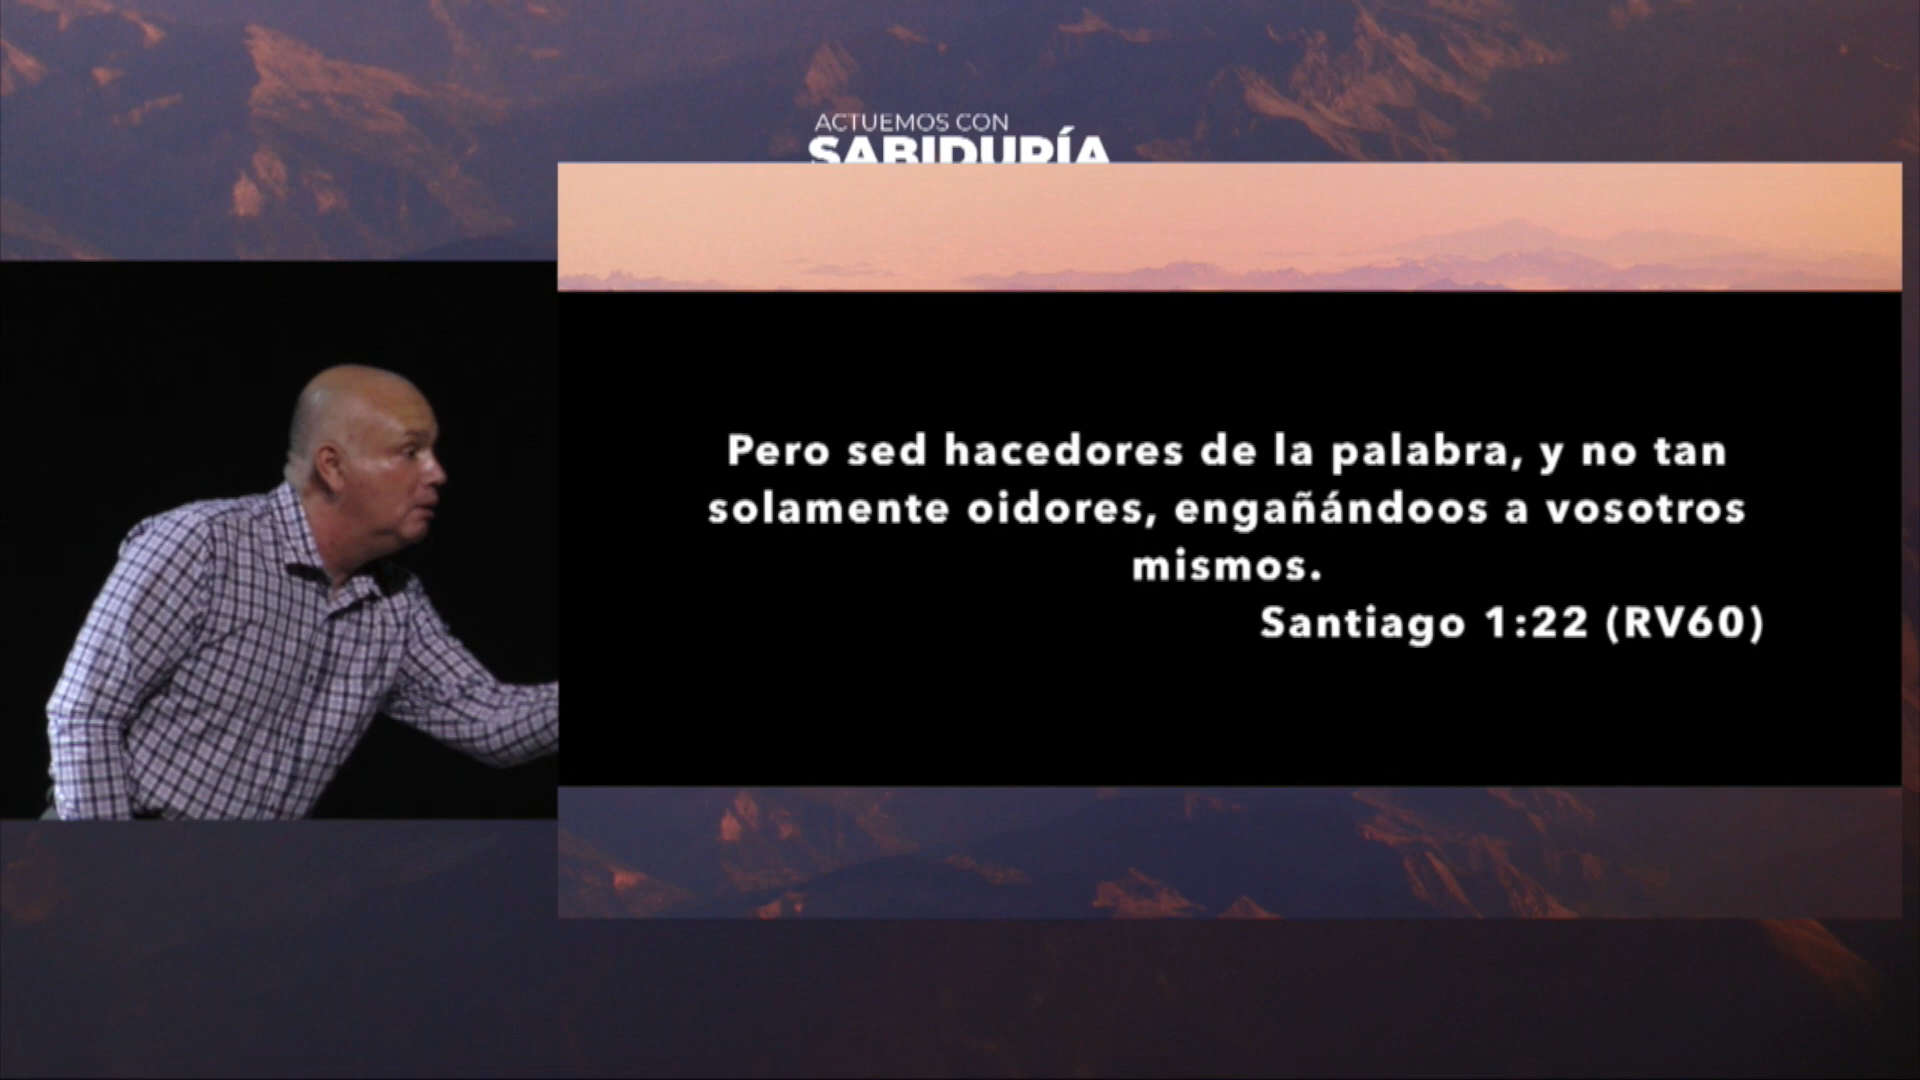 ACTUEMOS CON
SABIDURÍA
Pero sed hacedores de la palabra, y no tan
solamente oidores, engañándoos a vosotros
mismos.
Santiago 1:22 (RV60)